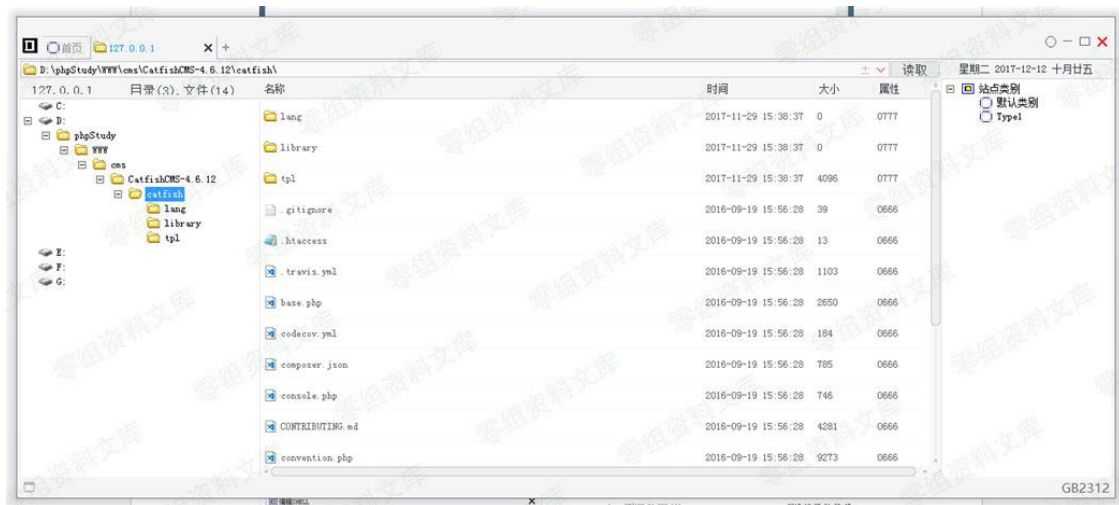 首页 127.0.0.1
D:\phpStudy\WWW\cms\CatfishCMS-4.6.12\catfish\ 读取 星期二 2017-12-12 十月廿五
127.0.0.1 目录(3),文件(14) 名称 时间 大小 属性 站点类别
C: 默认类别
D: lang 2017-11-29 15:38:37 0 0777 Type1
phpStudy
WWW library 2017-11-29 15:38:37 0 0777
cms
CatfishCMS-4.6.12 tpl 2017-11-29 15:38:37 4096 0777
catfish
lang .gitignore 2016-09-19 15:56:28 39 0666
library
tpl .htaccess 2016-09-19 15:56:28 13 0666
E:
F: .travis.yml 2016-09-19 15:56:28 1103 0666
G:
base.php 2016-09-19 15:56:28 2650 0666
codecov.yml 2016-09-19 15:56:28 184 0666
composer.json 2016-09-19 15:56:28 785 0666
console.php 2016-09-19 15:56:28 746 0666
CONTRIBUTING.md 2016-09-19 15:56:28 4281 0666
convention.php 2016-09-19 15:56:28 9273 0666
GB2312
零组资料文库